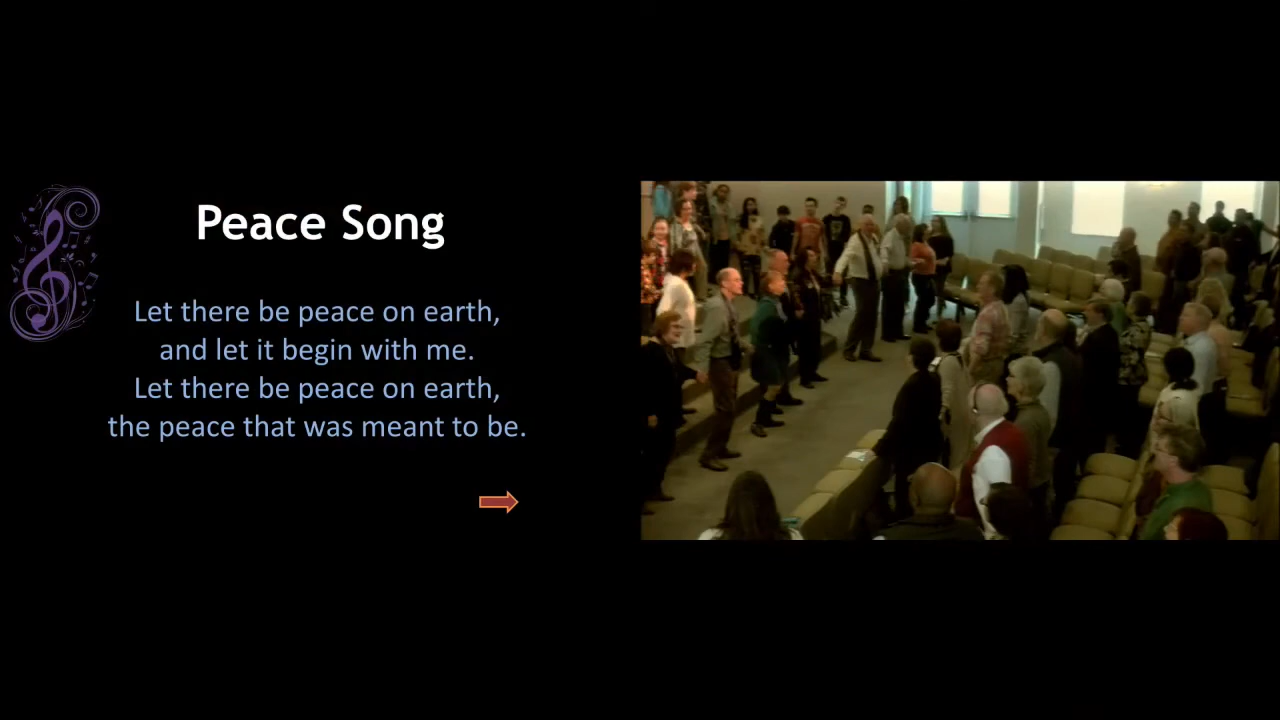 Peace Song
Let there be peace on earth,
and let it begin with me.
Let there be peace on earth,
the peace that was meant to be.